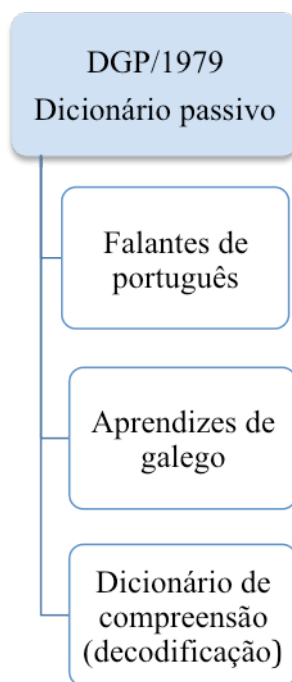 DGP/1979
Dicionário passivo
Falantes de
português
Aprendizes de
galego
Dicionário de
compreensão
(decodificação)